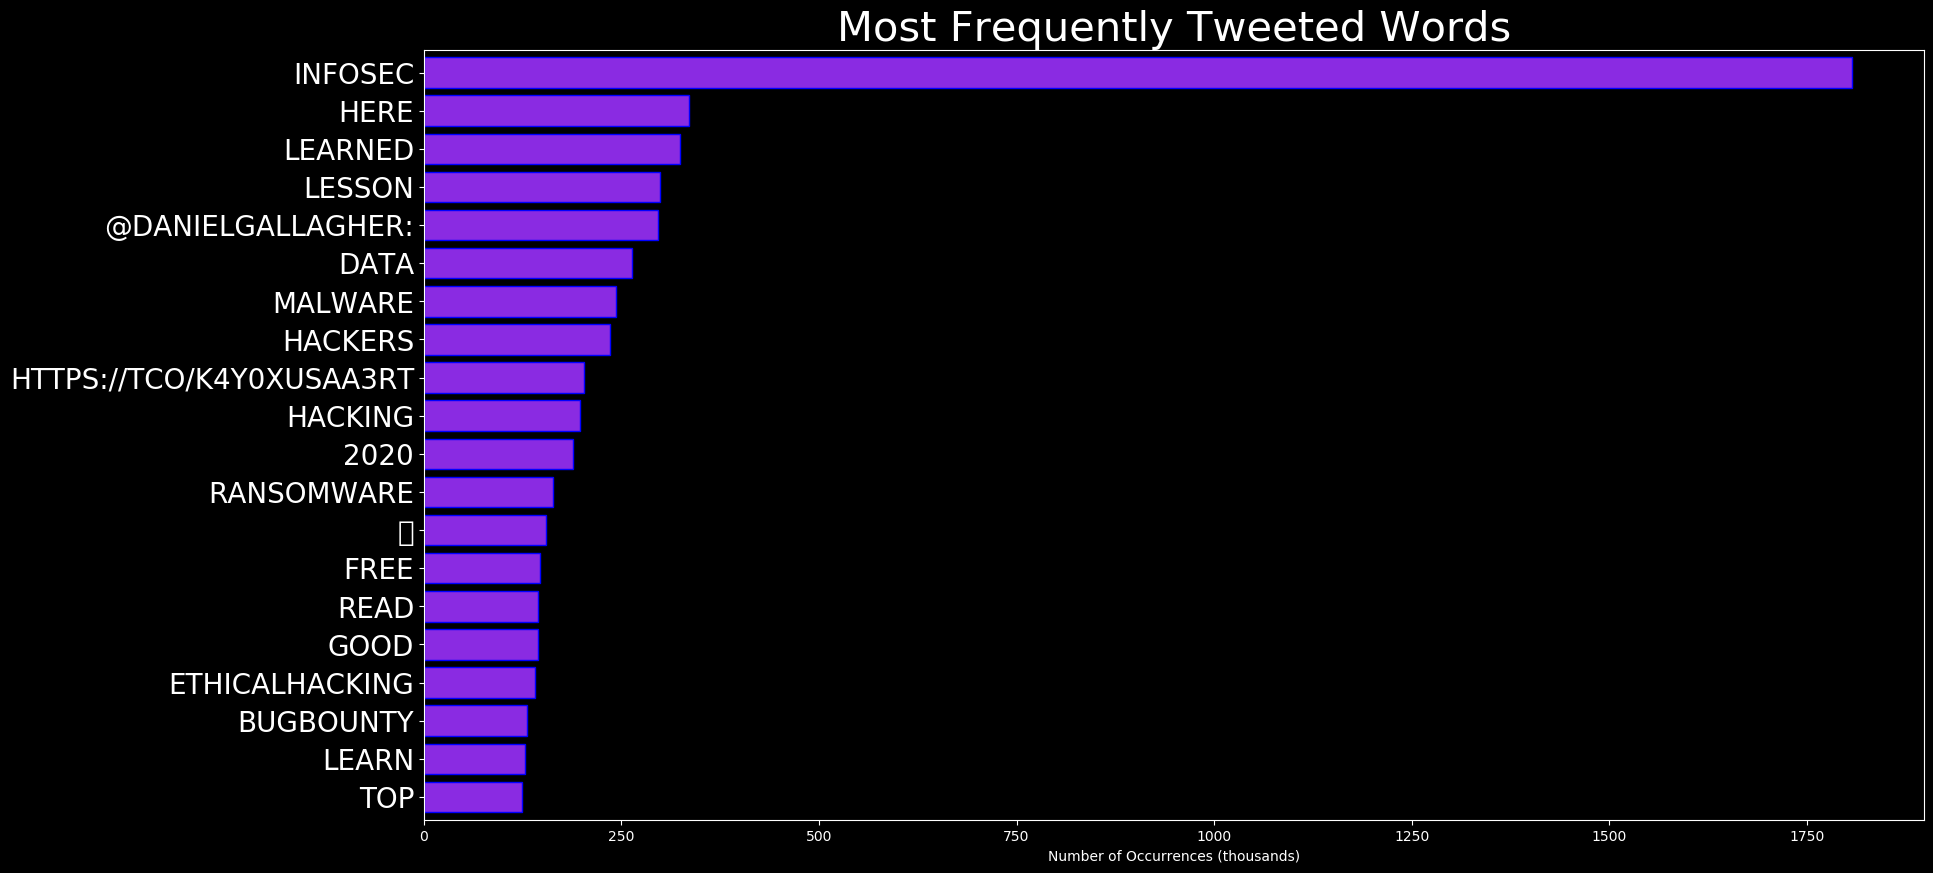 Most Frequently Tweeted Words
INFOSEC
HERE
LEARNED
LESSON
@DANIELGALLAGHER:
DATA
MALWARE
HACKERS
HTTPS://TCO/K4Y0XUSAA3RT
HACKING
2020
RANSOMWARE
FREE
READ
GOOD
ETHICALHACKING
BUGBOUNTY
LEARN
TOP
0 250 500 750 1000 1250 1500 1750
Number of Occurrences (thousands)